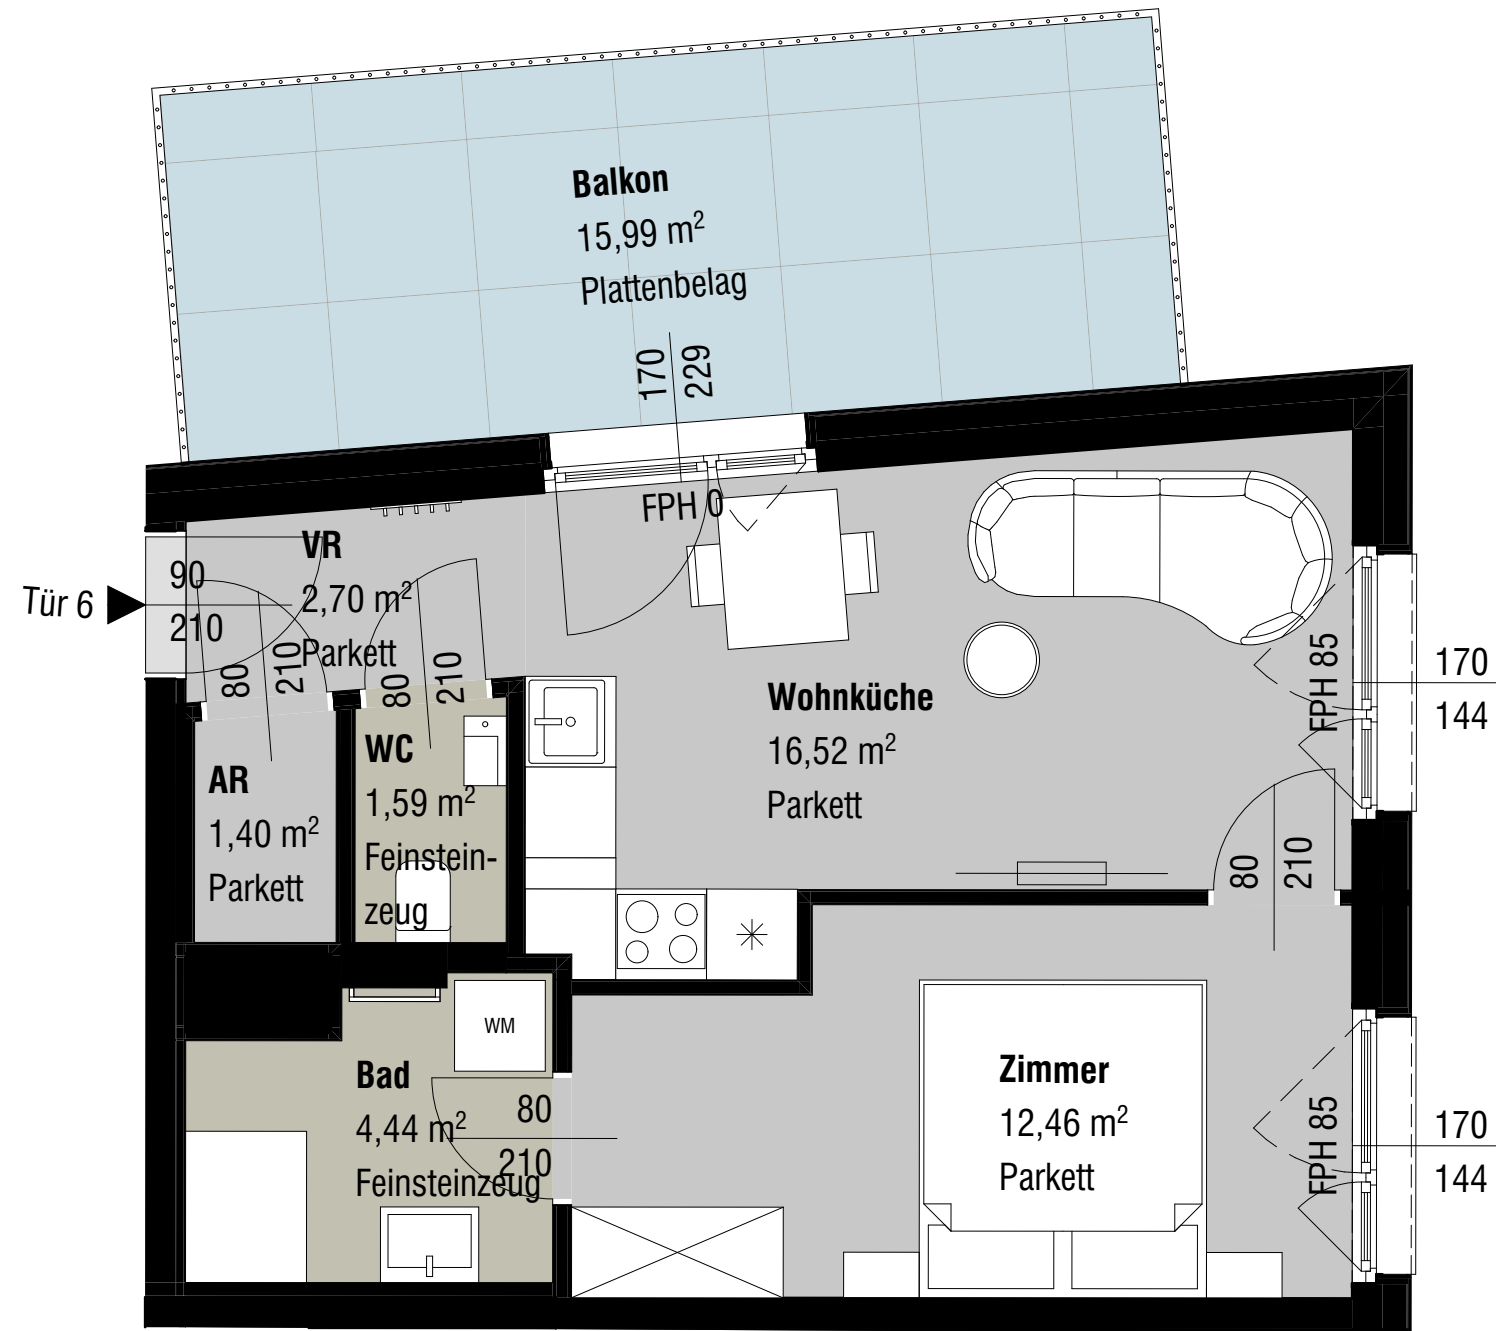 Balkon
15,99 m²
Plattenbelag
170
229
FPH 0
VR
2,70 m²
Parkett
Tür 6
90
210
80
210
80
210
AR
1,40 m²
Parkett
WC
1,59 m²
Feinstein-
zeug
Wohnküche
16,52 m²
Parkett
FPH 85
170
144
80
210
WM
Bad
4,44 m²
Feinsteinzeug
80
210
Zimmer
12,46 m²
Parkett
FPH 85
170
144